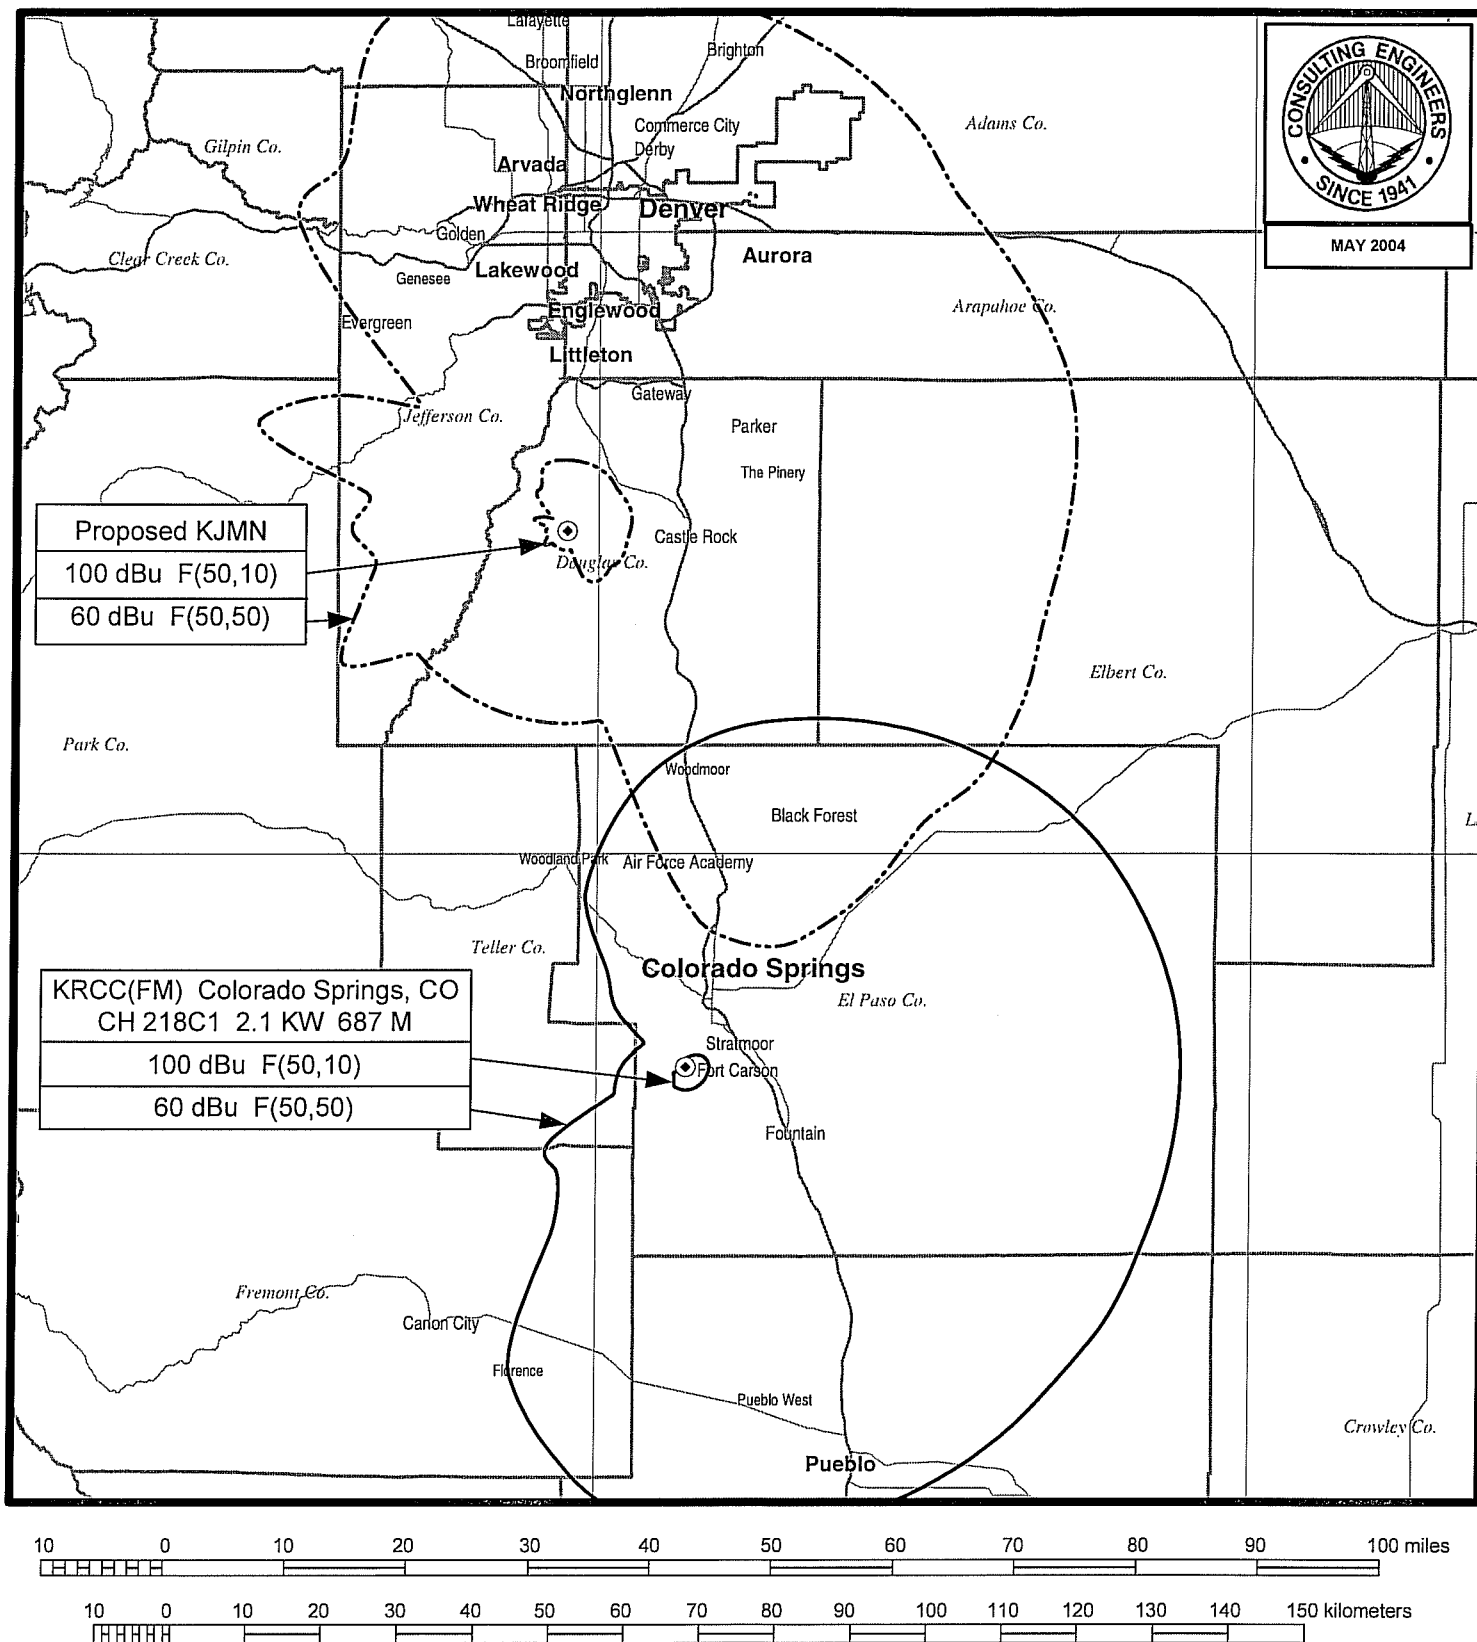 Lafayette
Brighton
Broomfield
Northglenn
Commerce City
Adams Co.
Gilpin Co.
Derby
Arvada
Wheat Ridge
Denver
Golden
Clear Creek Co.
Aurora
Lakewood
Genesee
Arapahoe Co.
Englewood
Evergreen
Littleton
Gateway
Jefferson Co.
Parker
The Pinery
CONSULTING ENGINEERS
SINCE 1941
MAY 2004
Proposed KJMN
100 dBu F(50,10)
60 dBu F(50,50)
Castle Rock
Douglas Co.
Elbert Co.
Park Co.
Woodmoor
Black Forest
Woodland Park
Air Force Academy
Teller Co.
Colorado Springs
El Paso Co.
KRCC(FM) Colorado Springs, CO
CH 218C1 2.1 KW 687 M
100 dBu F(50,10)
60 dBu F(50,50)
Stratmoor
Fort Carson
Fountain
Fremont Co.
Canon City
Florence
Pueblo West
Crowley Co.
Pueblo
10 0 10 20 30 40 50 60 70 80 90 100 miles
10 0 10 20 30 40 50 60 70 80 90 100 110 120 130 140 150 kilometers